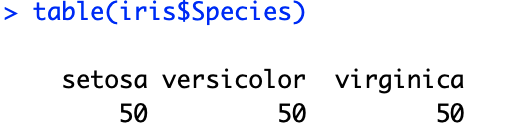 > table(iris$Species)
    setosa versicolor  virginica
        50         50         50